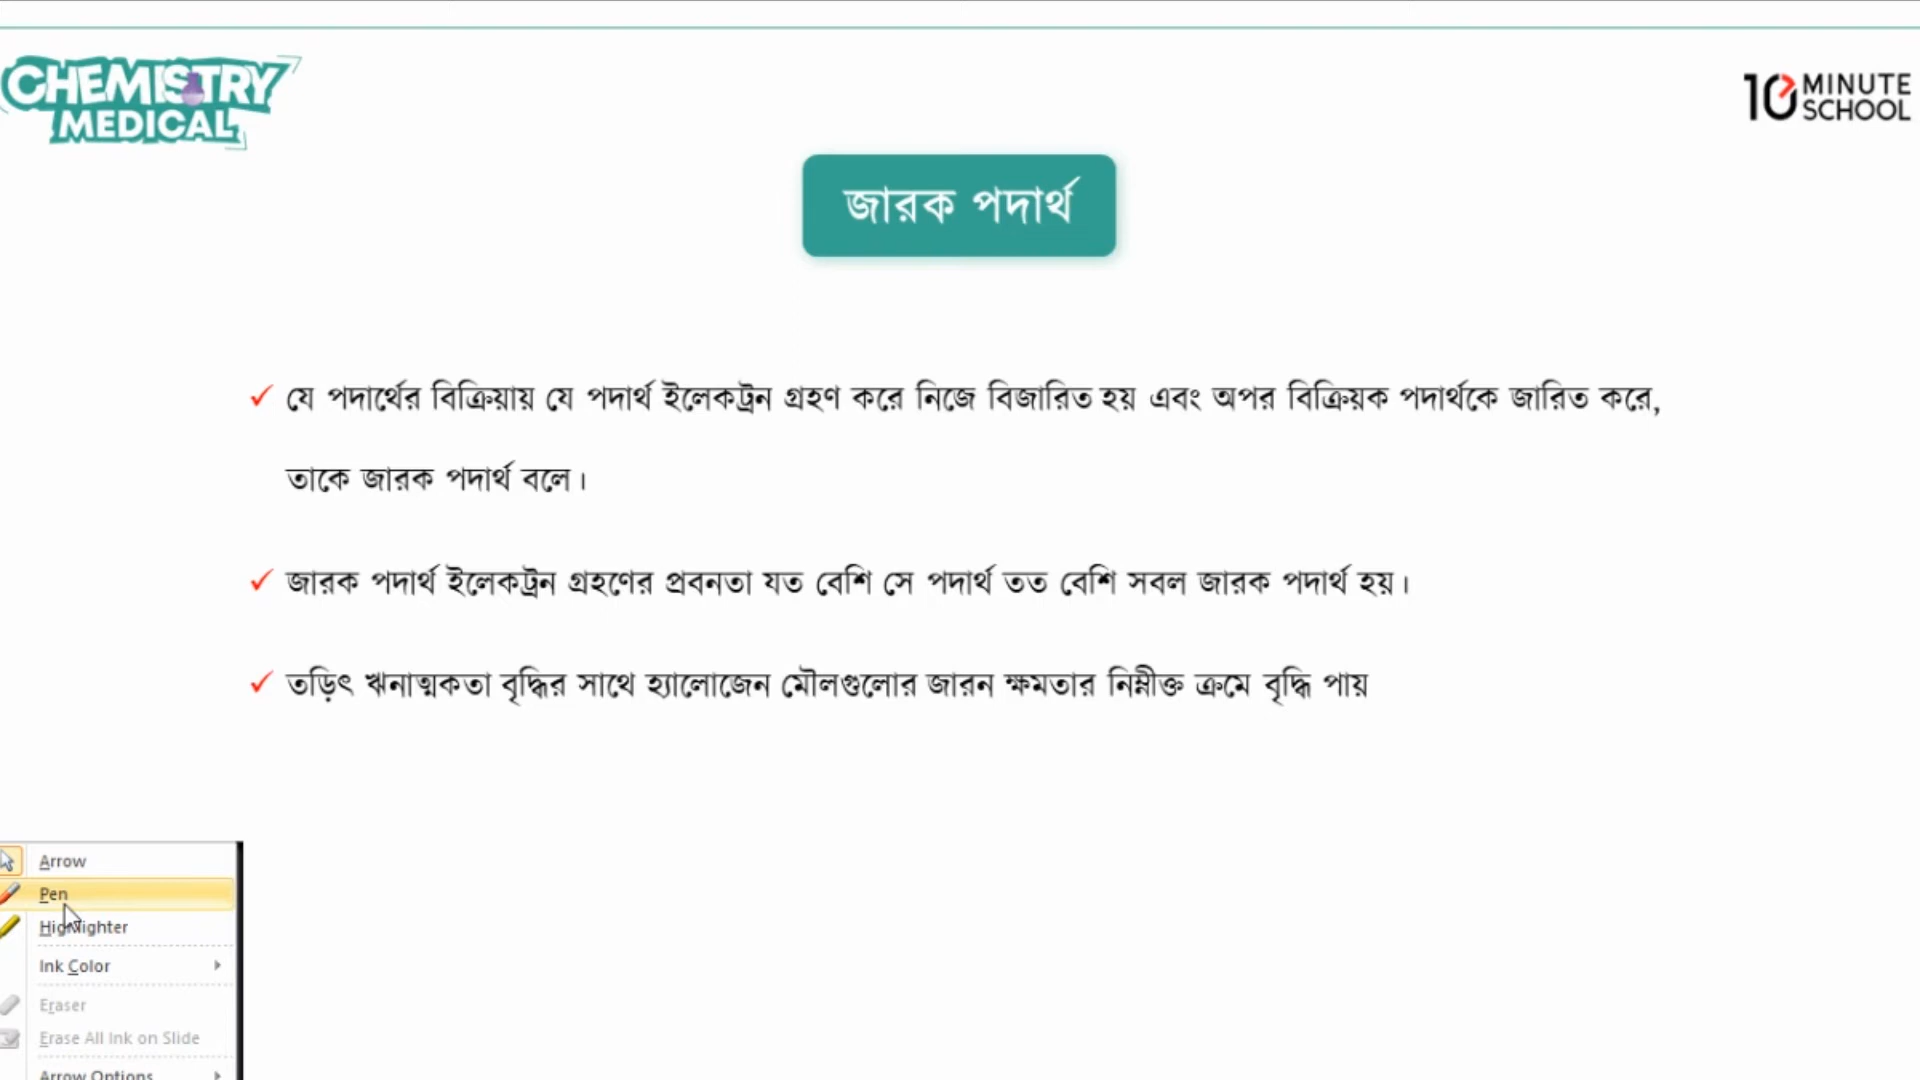 CHEMISTRY
MEDICAL
10 MINUTE
SCHOOL
জারক পদার্থ
✓ যে পদার্থের বিক্রিয়ায় যে পদার্থ ইলেকট্রন গ্রহণ করে নিজে বিজারিত হয় এবং অপর বিক্রিয়ক পদার্থকে জারিত করে,
তাকে জারক পদার্থ বলে।
✓ জারক পদার্থ ইলেকট্রন গ্রহণের প্রবনতা যত বেশি সে পদার্থ তত বেশি সবল জারক পদার্থ হয়।
✓ তড়িৎ ঋনাত্মকতা বৃদ্ধির সাথে হ্যালোজেন মৌলগুলোর জারন ক্ষমতার নিম্নীক্ত ক্রমে বৃদ্ধি পায়
Arrow
Pen
Highlighter
Ink Color
Eraser
Erase All Ink on Slide
Arrow Options